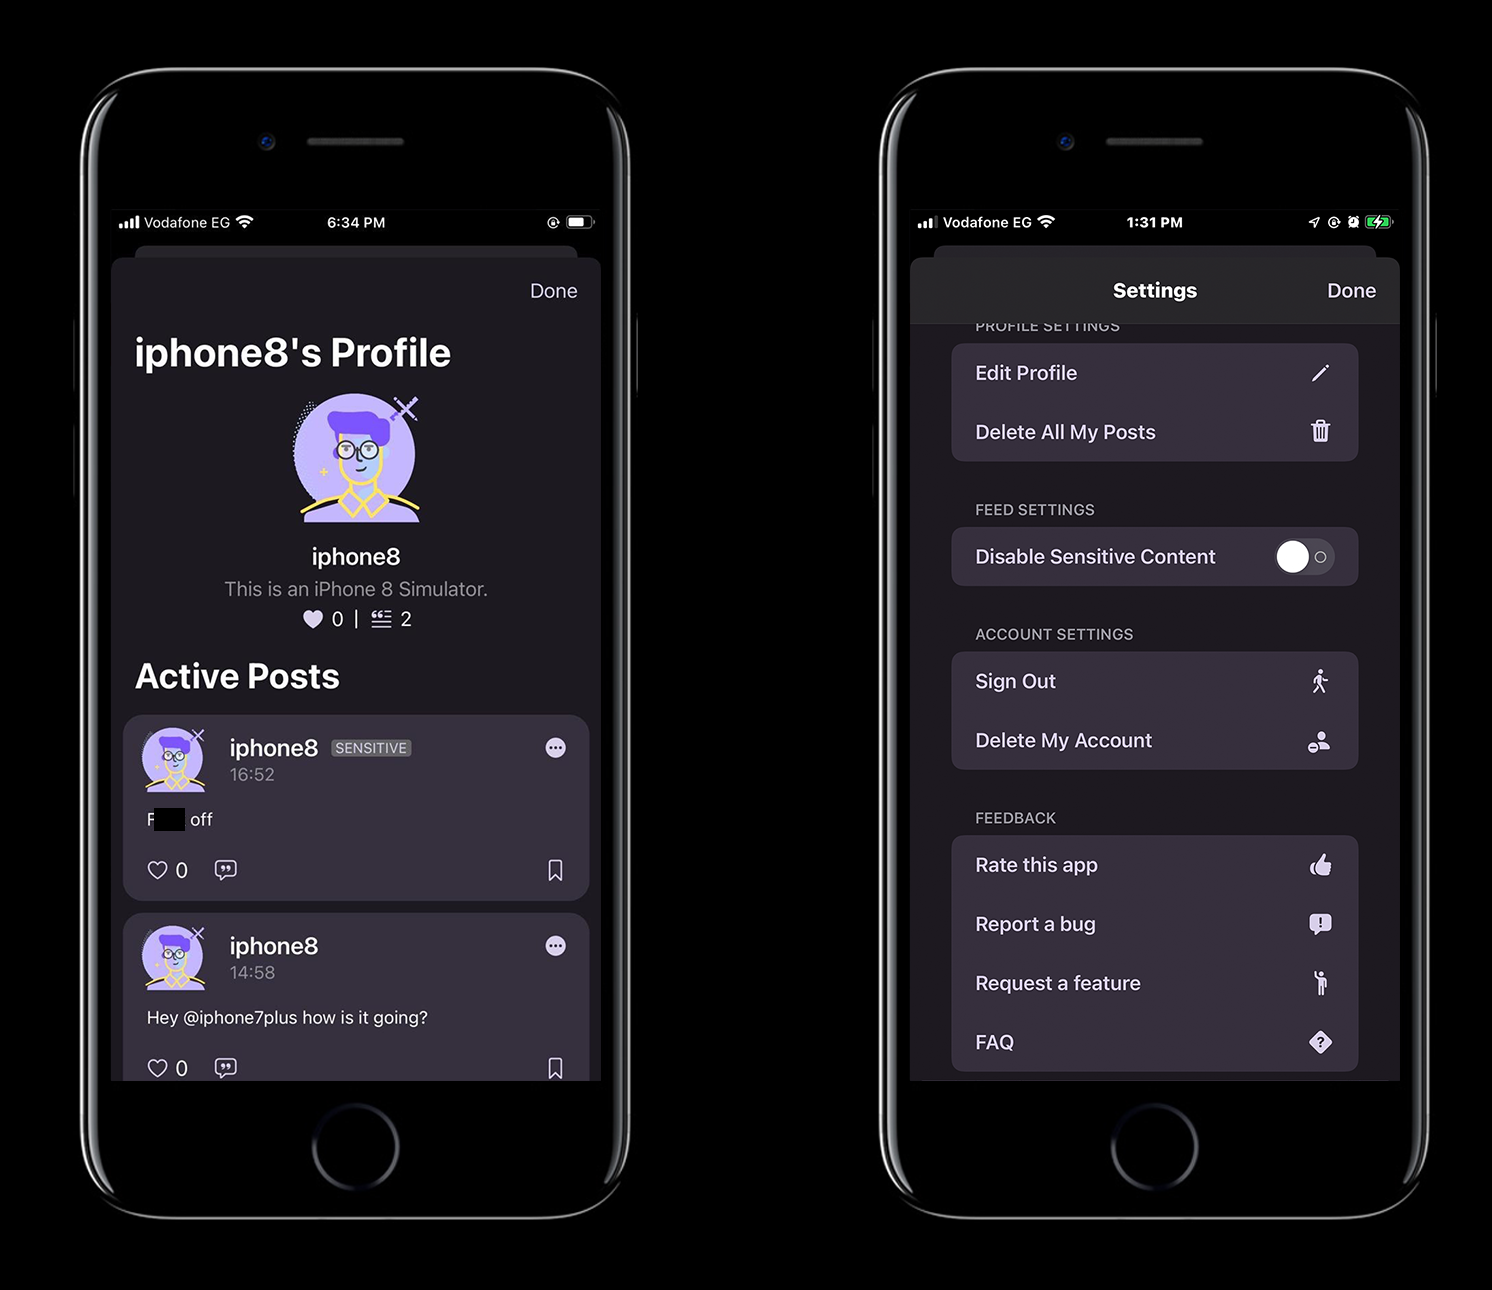 Vodafone EG
6:34 PM
Done
iphone8's Profile
iphone8
This is an iPhone 8 Simulator.
0 | 2
Active Posts
iphone8 SENSITIVE
16:52
F off
0
iphone8
14:58
Hey @iphone7plus how is it going?
0
Vodafone EG
1:31 PM
Settings
Done
PROFILE SETTINGS
Edit Profile
Delete All My Posts
FEED SETTINGS
Disable Sensitive Content
ACCOUNT SETTINGS
Sign Out
Delete My Account
FEEDBACK
Rate this app
Report a bug
Request a feature
FAQ